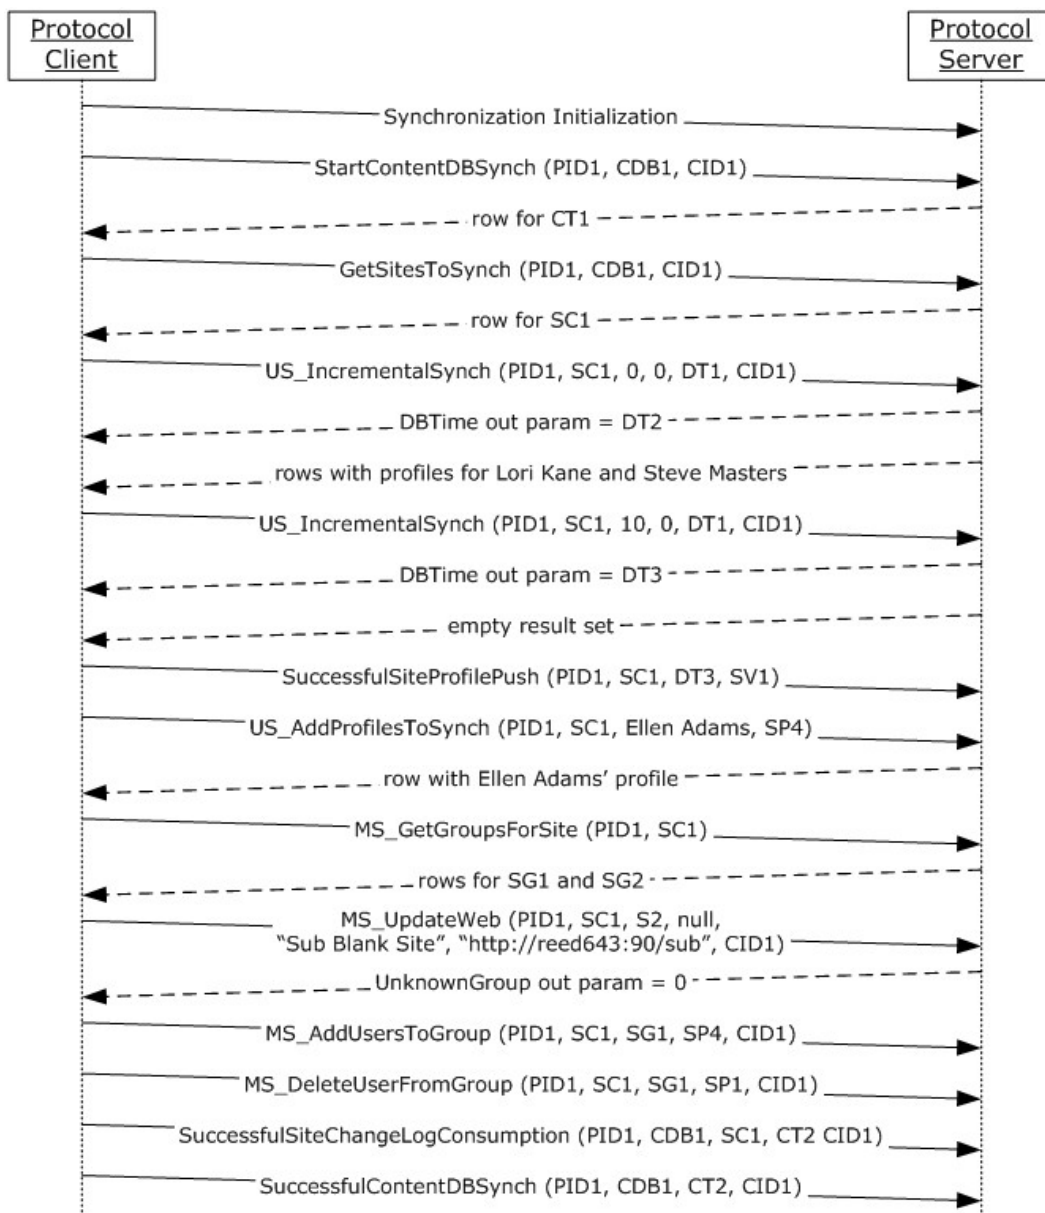 Protocol
Client
Protocol
Server
Synchronization Initialization
StartContentDBSynch (PID1, CDB1, CID1)
row for CT1
GetSitesToSynch (PID1, CDB1, CID1)
row for SC1
US_IncrementalSynch (PID1, SC1, 0, 0, DT1, CID1)
DBTime out param = DT2
rows with profiles for Lori Kane and Steve Masters
US_IncrementalSynch (PID1, SC1, 10, 0, DT1, CID1)
DBTime out param = DT3
empty result set
SuccessfulSiteProfilePush (PID1, SC1, DT3, SV1)
US_AddProfilesToSynch (PID1, SC1, Ellen Adams, SP4)
row with Ellen Adams’ profile
MS_GetGroupsForSite (PID1, SC1)
rows for SG1 and SG2
MS_UpdateWeb (PID1, SC1, S2, null,
“Sub Blank Site”, “http://reed643:90/sub”, CID1)
UnknownGroup out param = 0
MS_AddUsersToGroup (PID1, SC1, SG1, SP4, CID1)
MS_DeleteUserFromGroup (PID1, SC1, SG1, SP1, CID1)
SuccessfulSiteChangeLogConsumption (PID1, CDB1, SC1, CT2 CID1)
SuccessfulContentDBSynch (PID1, CDB1, CT2, CID1)